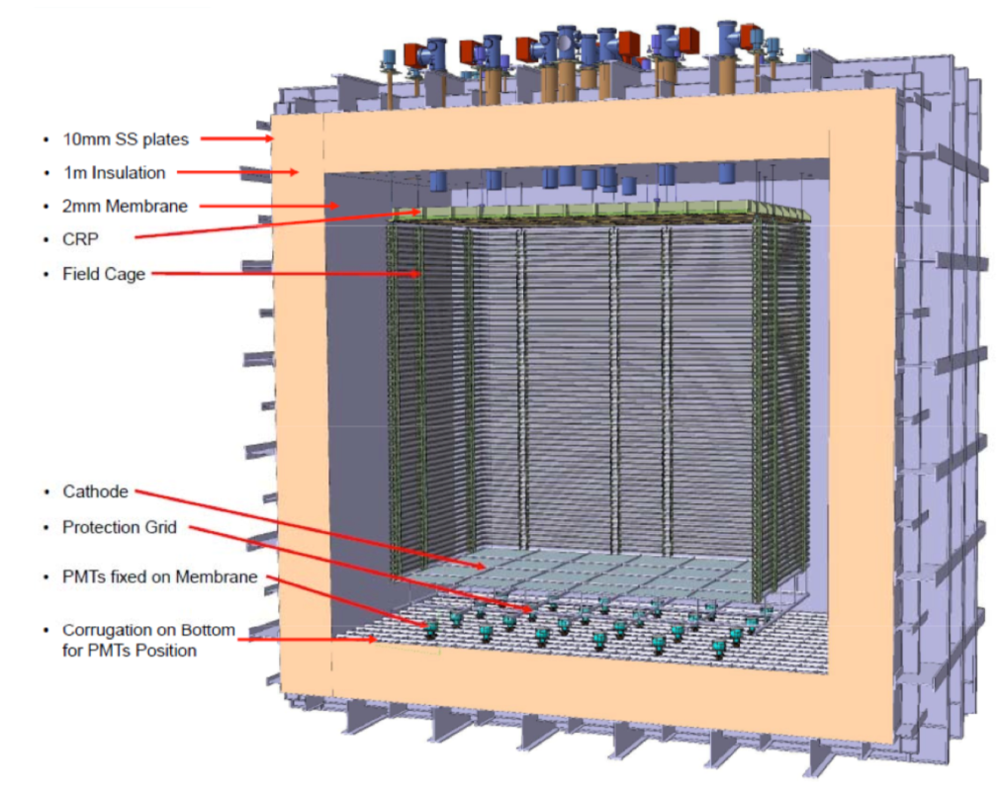 • 10mm SS plates
• 1m Insulation
• 2mm Membrane
• CRP
• Field Cage
• Cathode
• Protection Grid
• PMTs fixed on Membrane
• Corrugation on Bottom
for PMTs Position